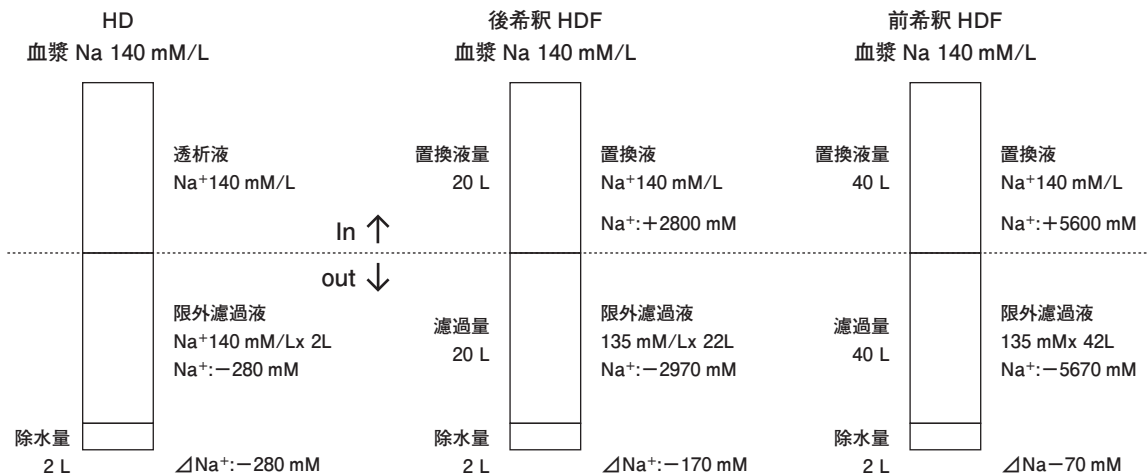 HD
血漿 Na 140 mM/L
透析液
Na⁺140 mM/L
In ↑
out ↓
限外濾過液
Na⁺140 mM/Lx 2L
Na⁺:−280 mM
除水量
2 L
⊿Na⁺:−280 mM
後希釈 HDF
血漿 Na 140 mM/L
置換液量
20 L
置換液
Na⁺140 mM/L
Na⁺:+2800 mM
濾過量
20 L
限外濾過液
135 mM/Lx 22L
Na⁺:−2970 mM
除水量
2 L
⊿Na⁺:−170 mM
前希釈 HDF
血漿 Na 140 mM/L
置換液量
40 L
置換液
Na⁺140 mM/L
Na⁺:+5600 mM
濾過量
40 L
限外濾過液
135 mMx 42L
Na⁺:−5670 mM
除水量
2 L
⊿Na−70 mM